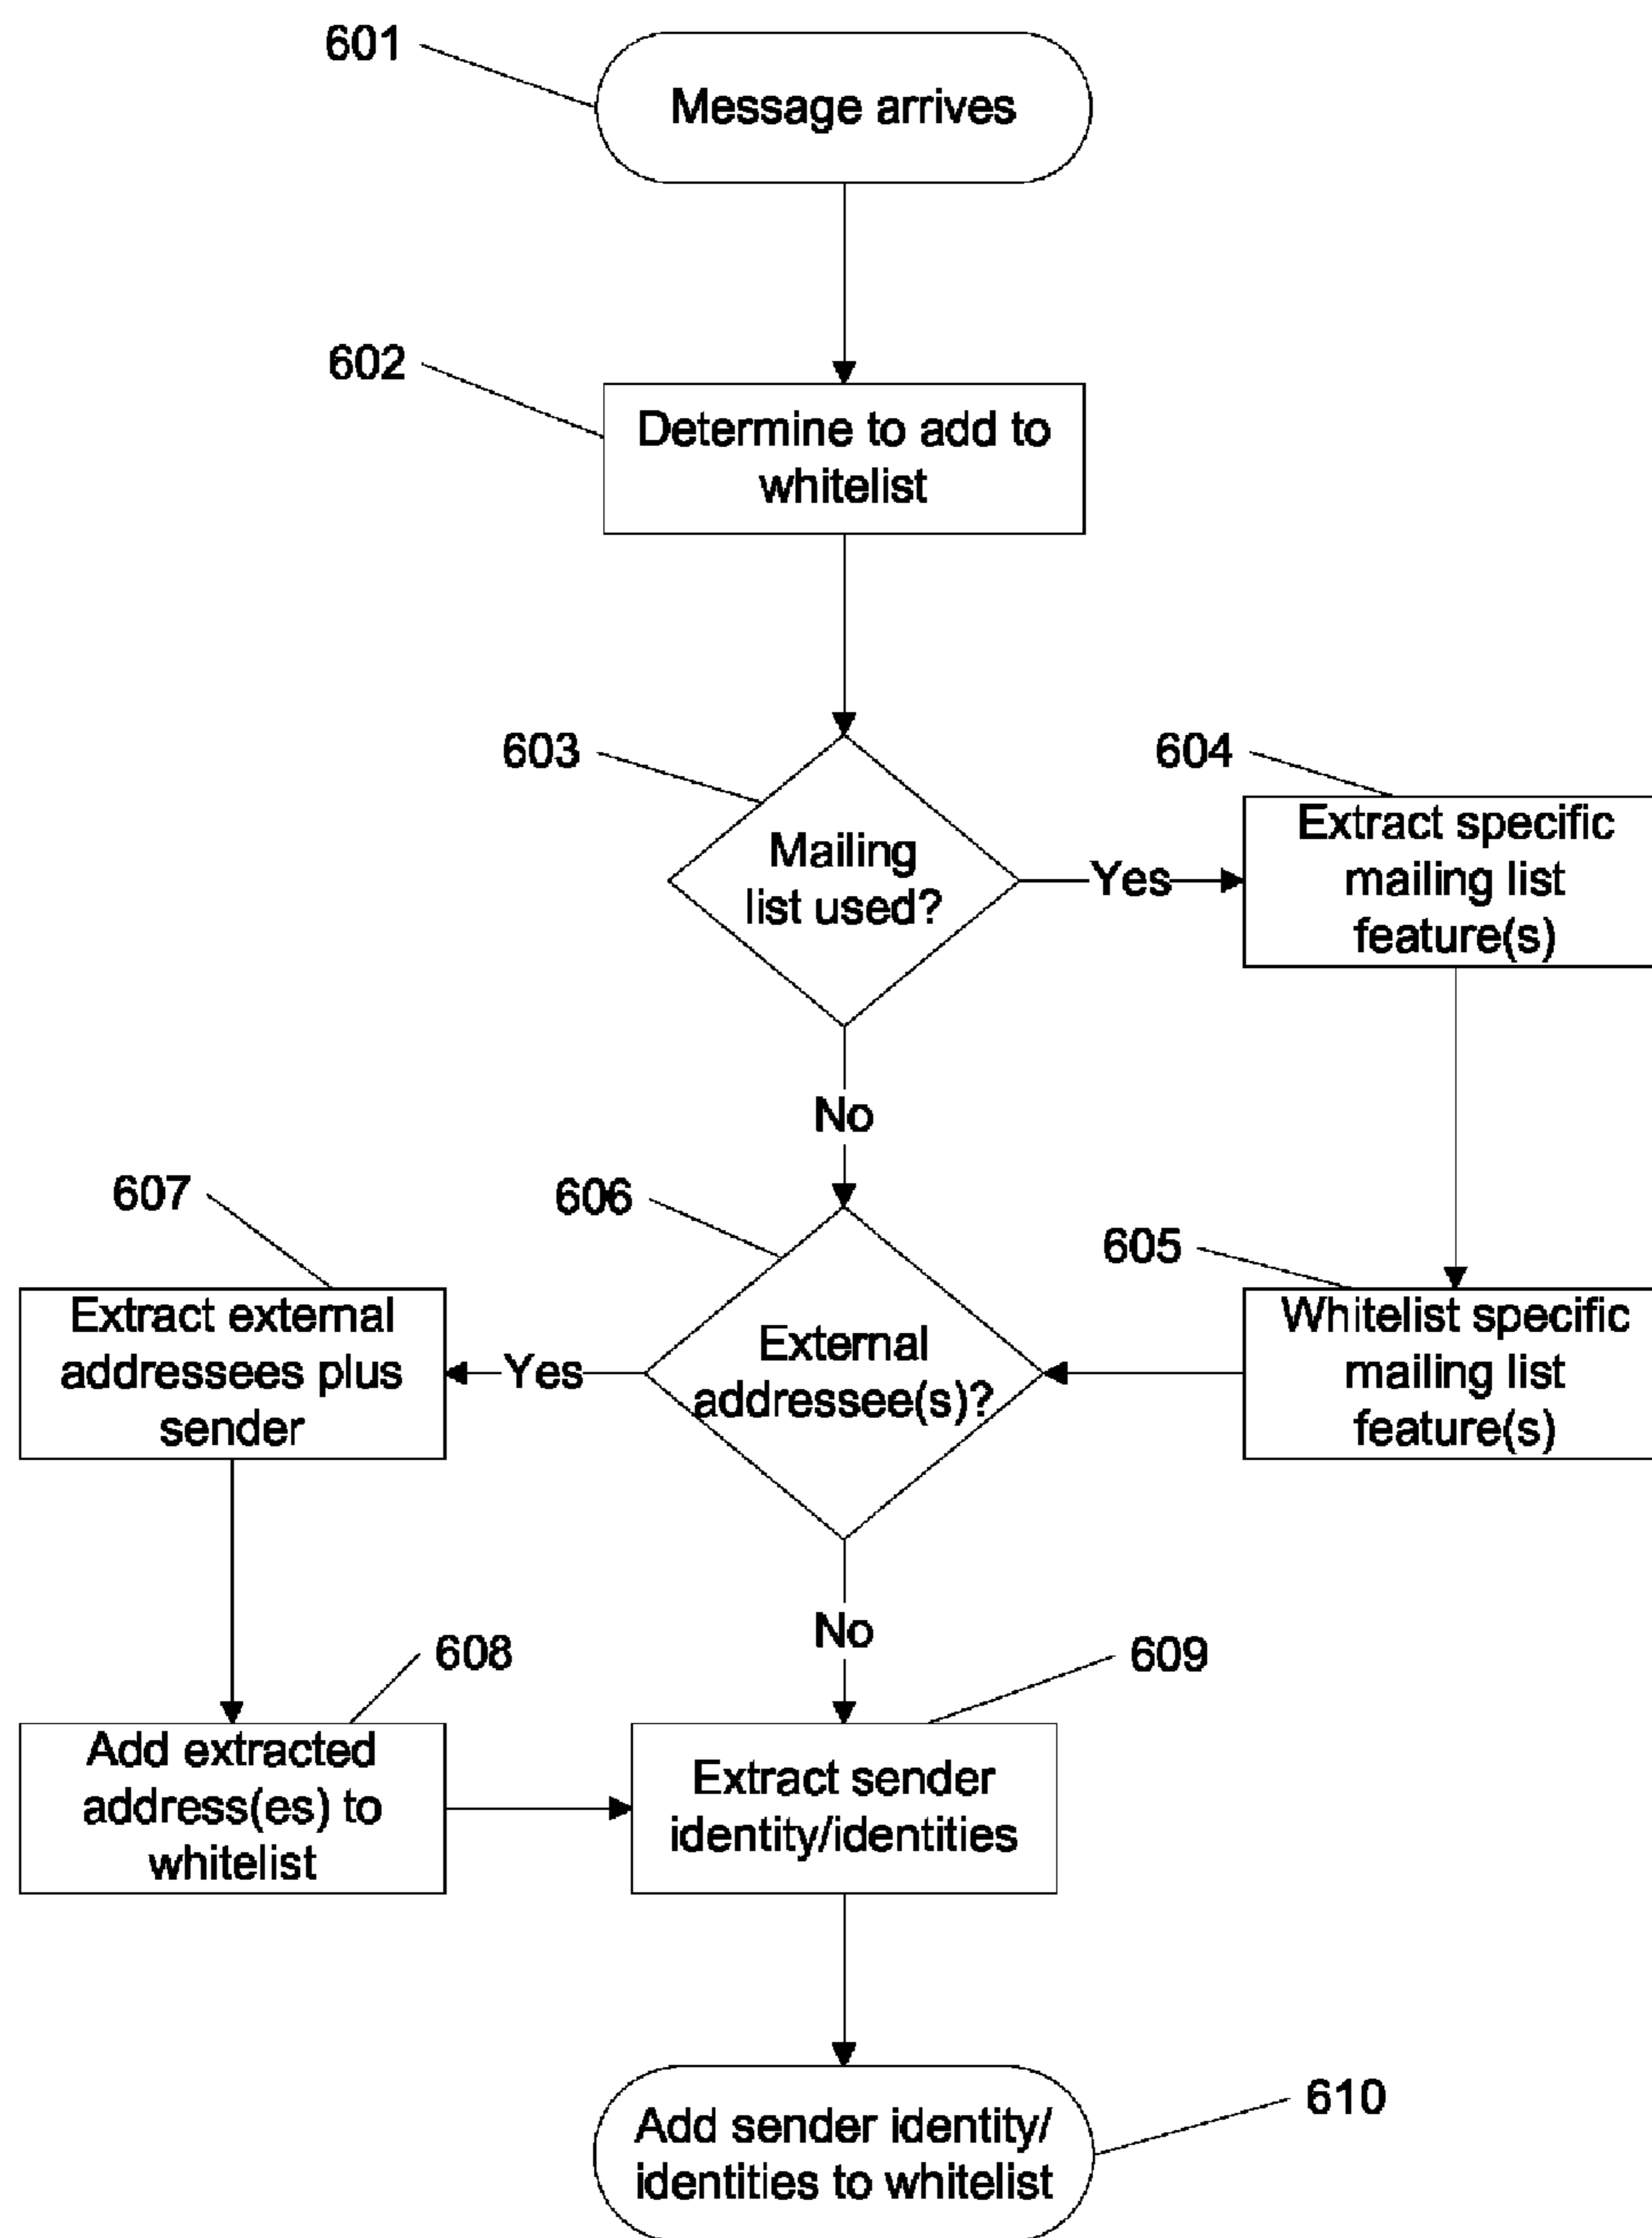 601
Message arrives
602
Determine to add to
whitelist
603
Mailing
list used?
Yes
604
Extract specific
mailing list
feature(s)
No
607
606
605
Extract external
addressees plus
sender
Yes
External
addressee(s)?
Whitelist specific
mailing list
feature(s)
No
608
609
Add extracted
address(es) to
whitelist
Extract sender
identity/identities
610
Add sender identity/
identities to whitelist